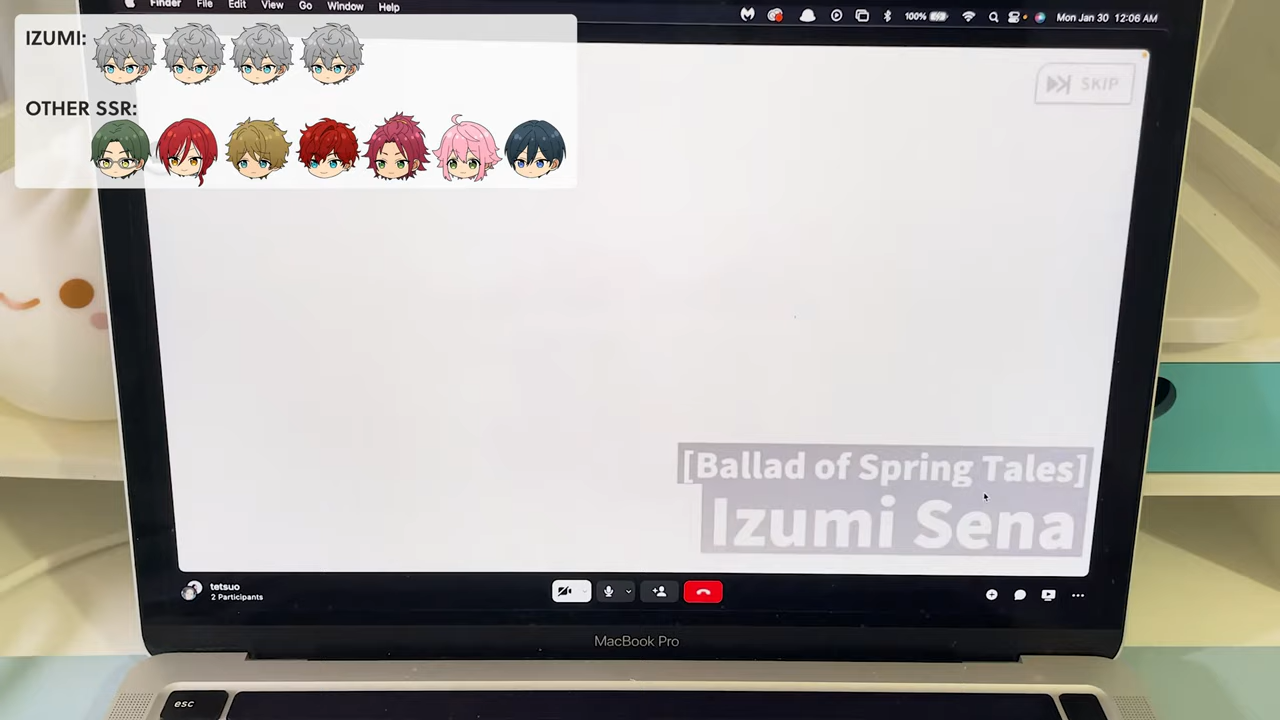 Finder File Edit View Go Window Help
100% Mon Jan 30 12:06 AM
IZUMI:
OTHER SSR:
SKIP
[Ballad of Spring Tales]
Izumi Sena
tetsuo
2 Participants
MacBook Pro
esc